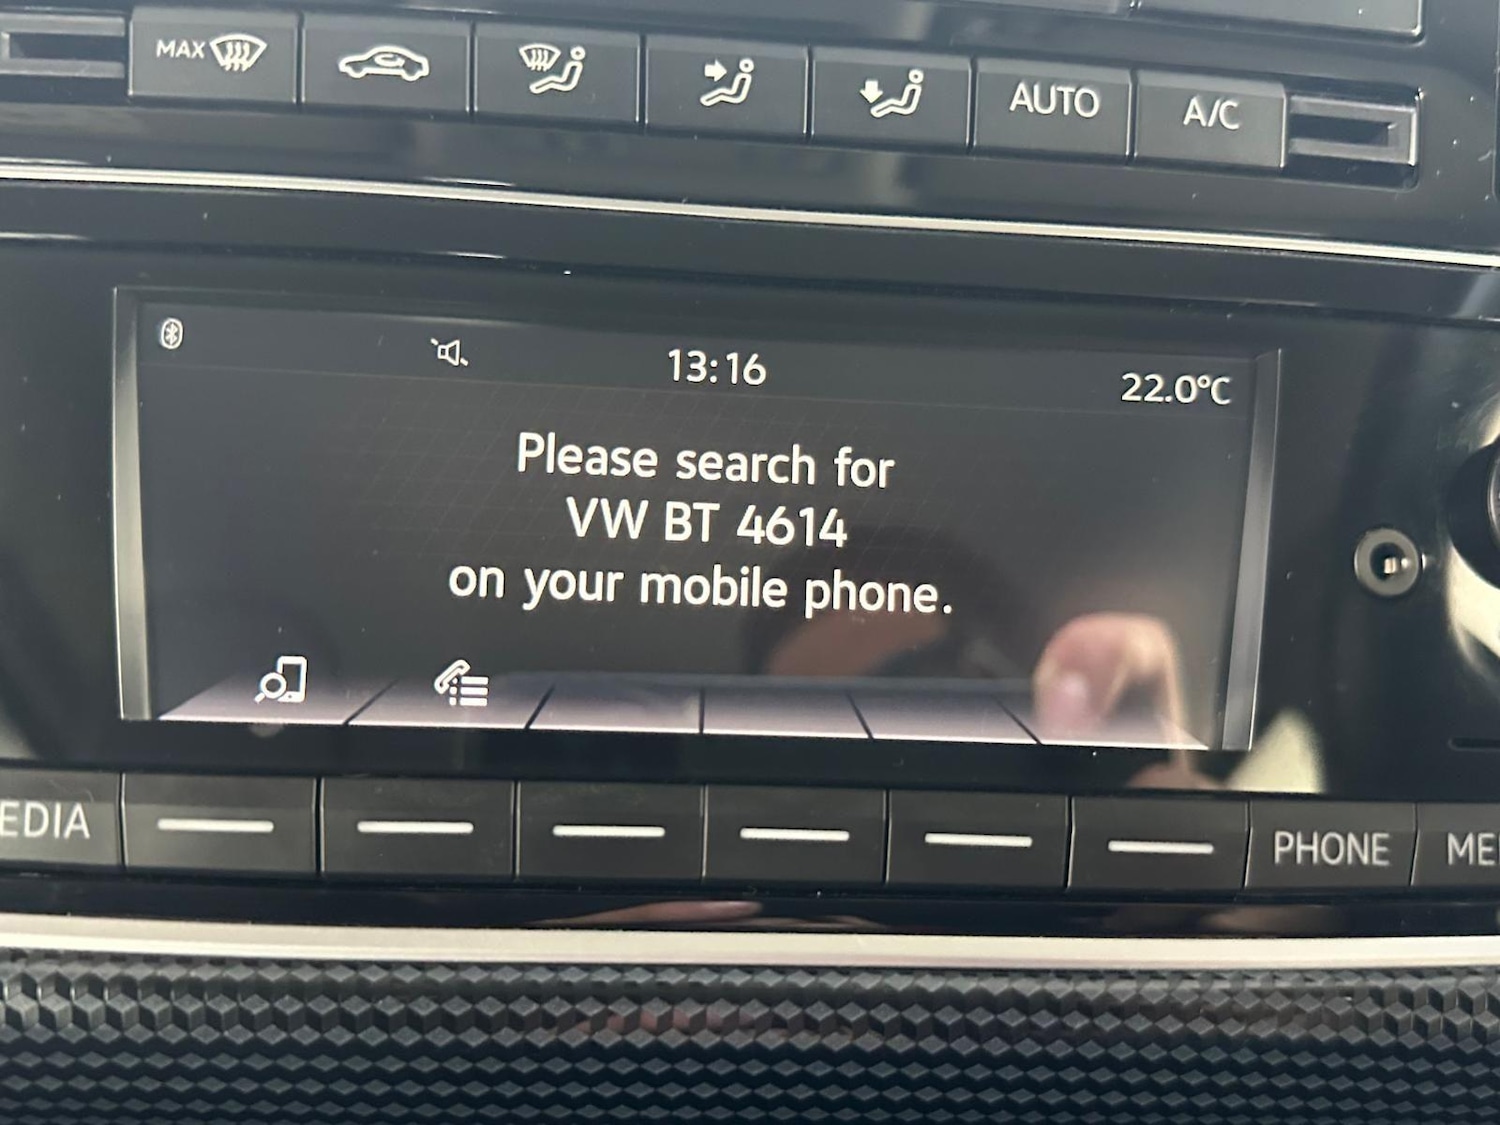 MAX
AUTO
A/C
13:16
22.0°C
Please search for
VW BT 4614
on your mobile phone.
EDIA
PHONE
ME